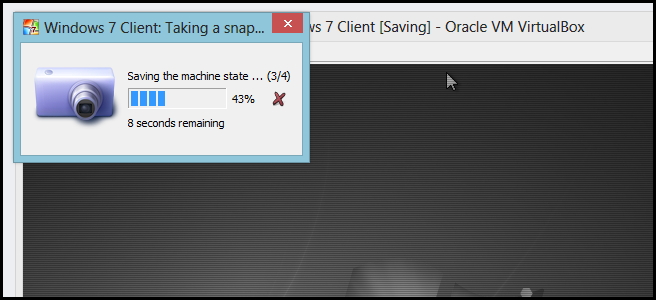 Windows 7 Client: Taking a snap...
ws 7 Client [Saving] - Oracle VM VirtualBox
Saving the machine state ... (3/4)
43%
8 seconds remaining